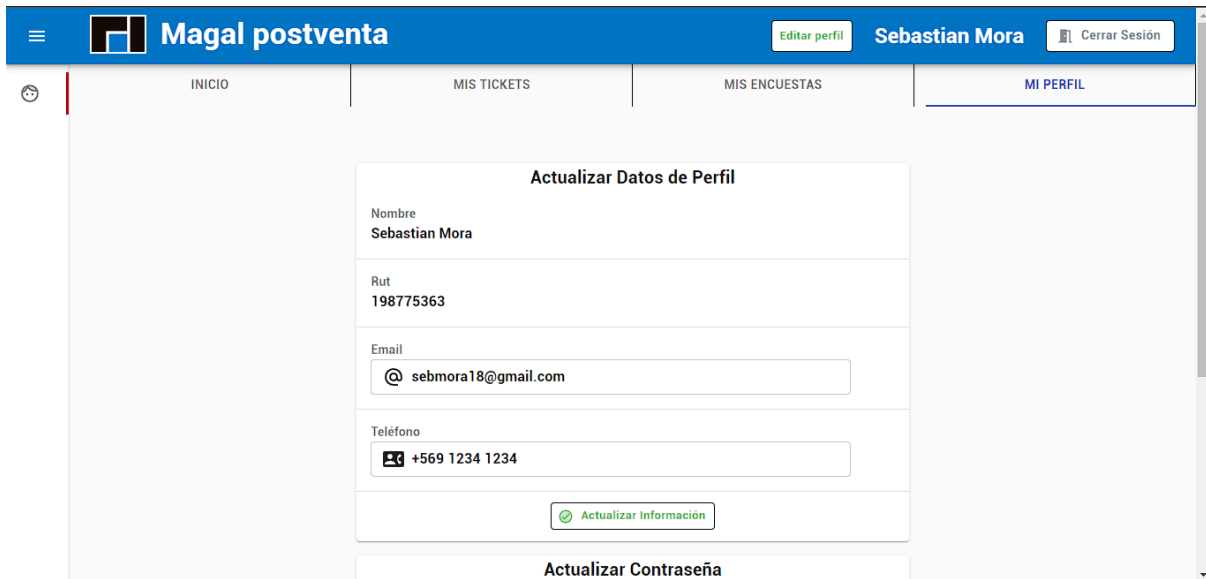 Magal postventa
Editar perfil
Sebastian Mora
Cerrar Sesión
INICIO
MIS TICKETS
MIS ENCUESTAS
MI PERFIL
Actualizar Datos de Perfil
Nombre
Sebastian Mora
Rut
198775363
Email
@ sebmora18@gmail.com
Teléfono
+569 1234 1234
Actualizar Información
Actualizar Contraseña